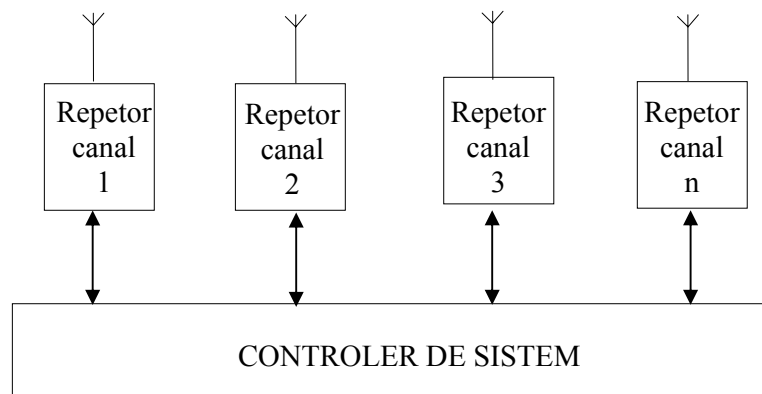 Repetor
canal
1
Repetor
canal
2
Repetor
canal
3
Repetor
canal
n
CONTROLER DE SISTEM